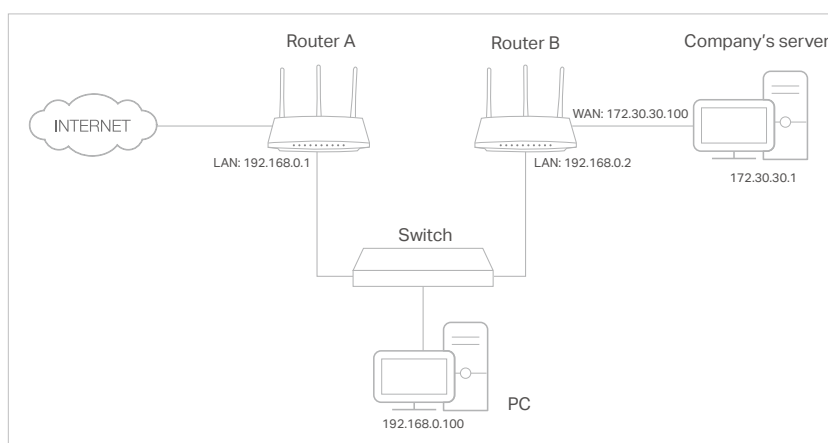 Router A
Router B
Company's server
INTERNET
WAN: 172.30.30.100
LAN: 192.168.0.1
LAN: 192.168.0.2
172.30.30.1
Switch
PC
192.168.0.100